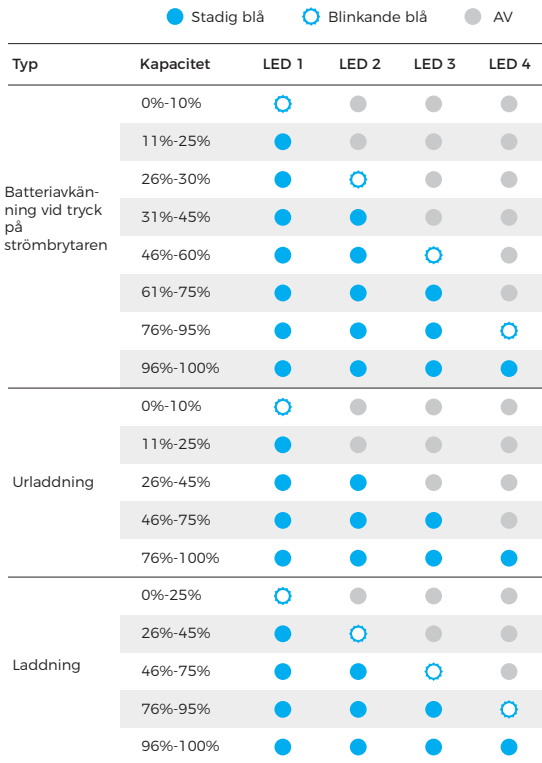 Stadig blå Blinkande blå AV
Typ Kapacitet LED 1 LED 2 LED 3 LED 4
Batteriavkän-
ning vid tryck
på
strömbrytaren
0%-10%
11%-25%
26%-30%
31%-45%
46%-60%
61%-75%
76%-95%
96%-100%
Urladdning
0%-10%
11%-25%
26%-45%
46%-75%
76%-100%
Laddning
0%-25%
26%-45%
46%-75%
76%-95%
96%-100%